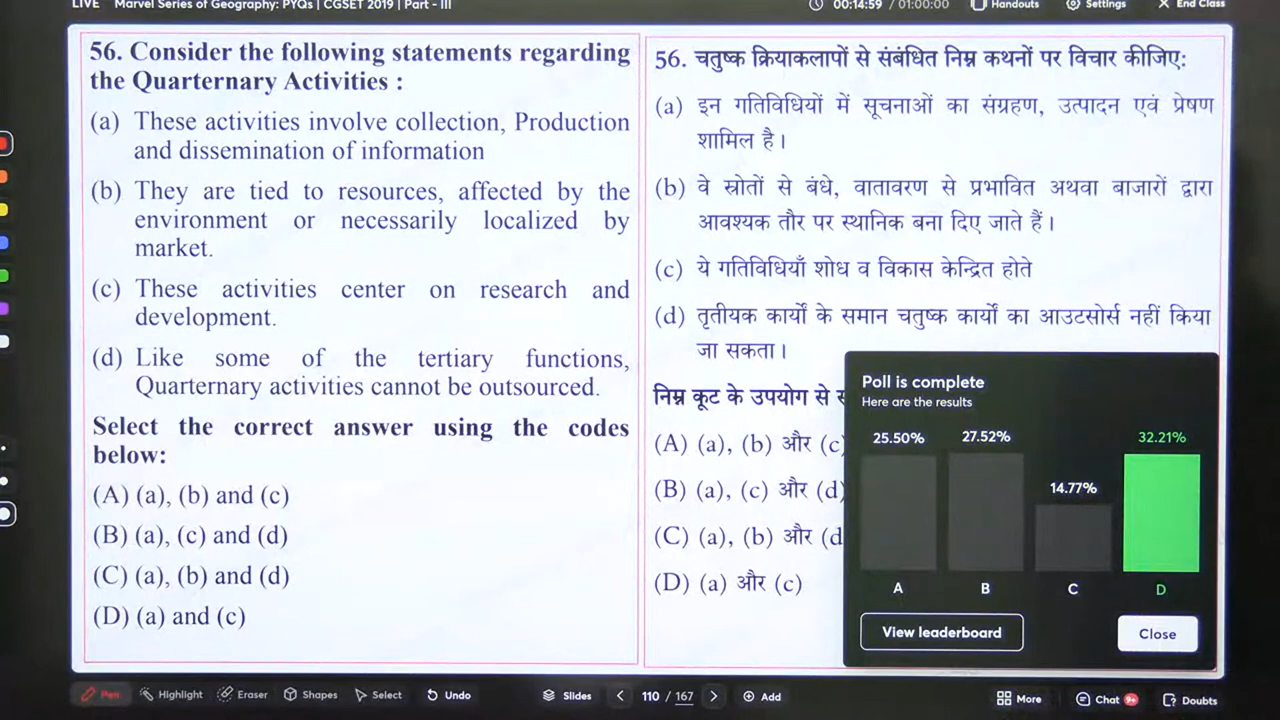 LIVE Marvel Series of Geography: PYQs | CGSET 2019 | Part - III
00:14:59 / 01:00:00 Handouts Settings End Class
56. Consider the following statements regarding
the Quarternary Activities :
(a) These activities involve collection, Production
and dissemination of information
(b) They are tied to resources, affected by the
environment or necessarily localized by
market.
(c) These activities center on research and
development.
(d) Like some of the tertiary functions,
Quarternary activities cannot be outsourced.
Select the correct answer using the codes
below:
(A) (a), (b) and (c)
(B) (a), (c) and (d)
(C) (a), (b) and (d)
(D) (a) and (c)
56. चतुष्क क्रियाकलापों से संबंधित निम्न कथनों पर विचार कीजिए:
(a) इन गतिविधियों में सूचनाओं का संग्रहण, उत्पादन एवं प्रेषण
शामिल है।
(b) वे स्रोतों से बंधे, वातावरण से प्रभावित अथवा बाजारों द्वारा
आवश्यक तौर पर स्थानिक बना दिए जाते हैं।
(c) ये गतिविधियाँ शोध व विकास केन्द्रित होते
(d) तृतीयक कार्यों के समान चतुष्क कार्यों का आउटसोर्स नहीं किया
जा सकता।
निम्न कूट के उपयोग से
(A) (a), (b) और (c)
(B) (a), (c) और (d)
(C) (a), (b) और (d
(D) (a) और (c)
Poll is complete
Here are the results
25.50% 27.52% 14.77% 32.21%
A B C D
View leaderboard Close
Pen Highlight Eraser Shapes Select Undo Slides 110 / 167 Add More Chat 9+ Doubts